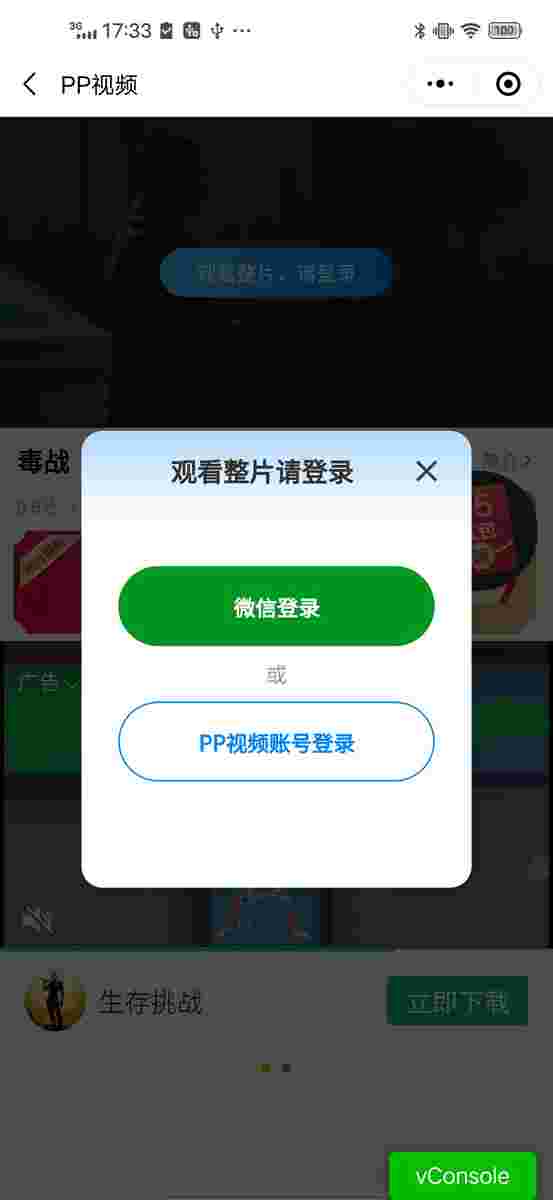 3G 17:33 100
PP视频
观看整片，请登录
毒战
简介
观看整片请登录
微信登录
或
PP视频账号登录
广告
生存挑战
立即下载
vConsole